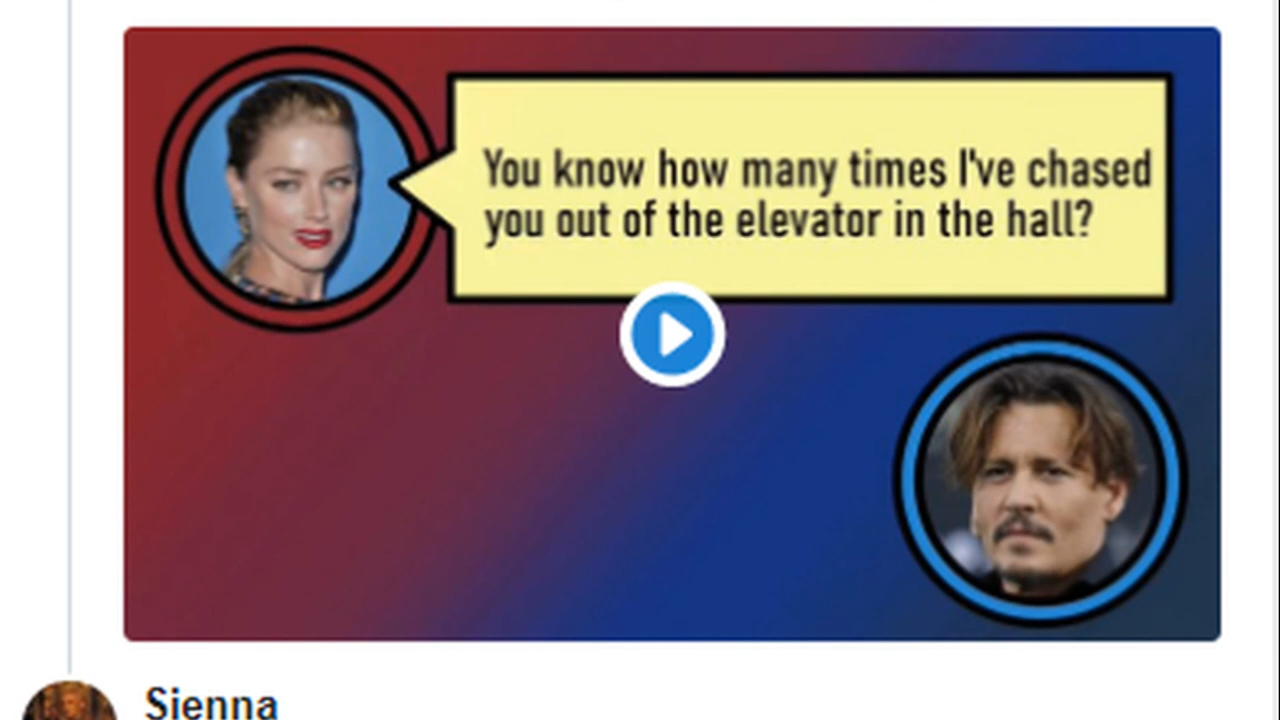 You know how many times I've chased
you out of the elevator in the hall?
Sienna